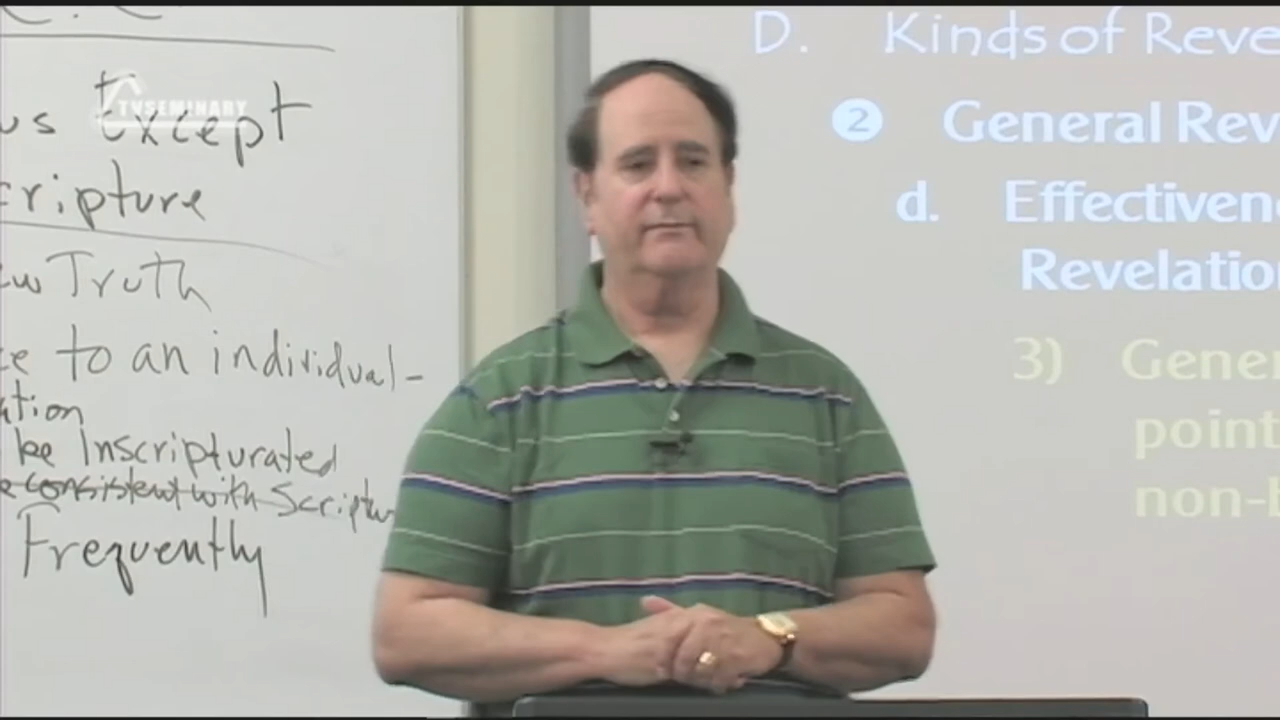 us Except
cripture
w Truth
ce to an individual-
ation
be Inscripturated
e consistent with Scriptu
Frequently
TVSEMINARY
D. Kinds of Reve
2 General Rev
d. Effectiven
Revelatio
3) Gener
point
non-b